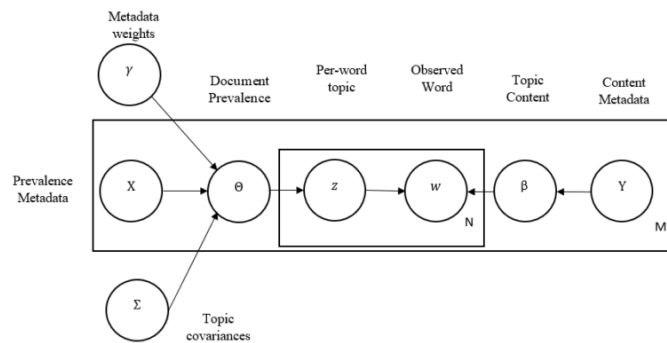 Metadata
weights
γ
Document
Prevalence
Per-word
topic
Observed
Word
Topic
Content
Content
Metadata
Prevalence
Metadata
X
Θ
z
w
β
Y
N
M
Σ
Topic
covariances